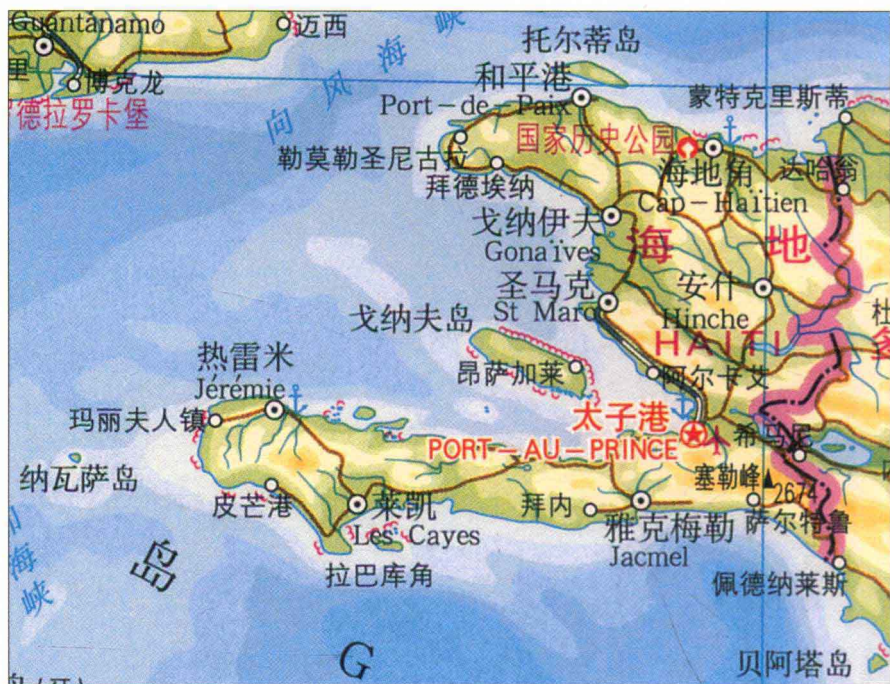 Guantánamo
迈西
里
博克龙
德拉罗卡堡
向风海峡
托尔蒂岛
和平港
Port-de-Paix
蒙特克里斯蒂
国家历史公园
勒莫勒圣尼古拉
拜德埃纳
海地角
Cap-Haïtien
达哈翁
戈纳伊夫
Gonaïves
海地
圣马克
St Marc
安什
Hinche
杜
多
戈纳夫岛
HAITI
热雷米
Jérémie
昂萨加莱
阿尔卡艾
玛丽夫人镇
太子港
PORT-AU-PRINCE
希马尼
纳瓦萨岛
皮芒港
莱凯
Les Cayes
拜内
塞勒峰
2674
雅克梅勒
Jacmel
萨尔特鲁
海峡
岛
拉巴库角
佩德纳莱斯
G
贝阿塔岛